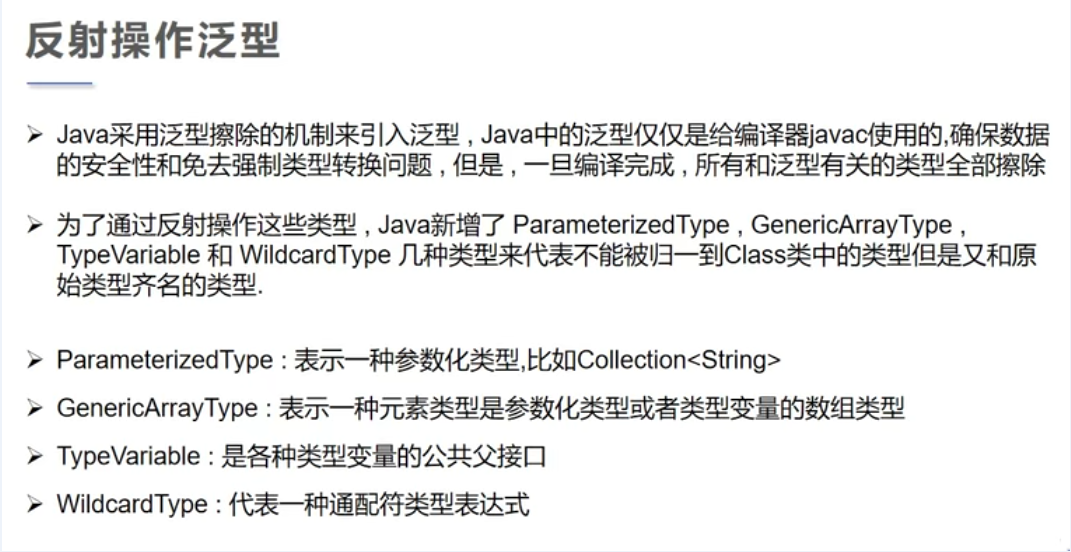 反射操作泛型
➢ Java采用泛型擦除的机制来引入泛型 , Java中的泛型仅仅是给编译器javac使用的,确保数据
的安全性和免去强制类型转换问题 , 但是 , 一旦编译完成 , 所有和泛型有关的类型全部擦除
➢ 为了通过反射操作这些类型 , Java新增了 ParameterizedType , GenericArrayType ,
TypeVariable 和 WildcardType 几种类型来代表不能被归一到Class类中的类型但是又和原
始类型齐名的类型.
➢ ParameterizedType : 表示一种参数化类型,比如Collection<String>
➢ GenericArrayType : 表示一种元素类型是参数化类型或者类型变量的数组类型
➢ TypeVariable : 是各种类型变量的公共父接口
➢ WildcardType : 代表一种通配符类型表达式